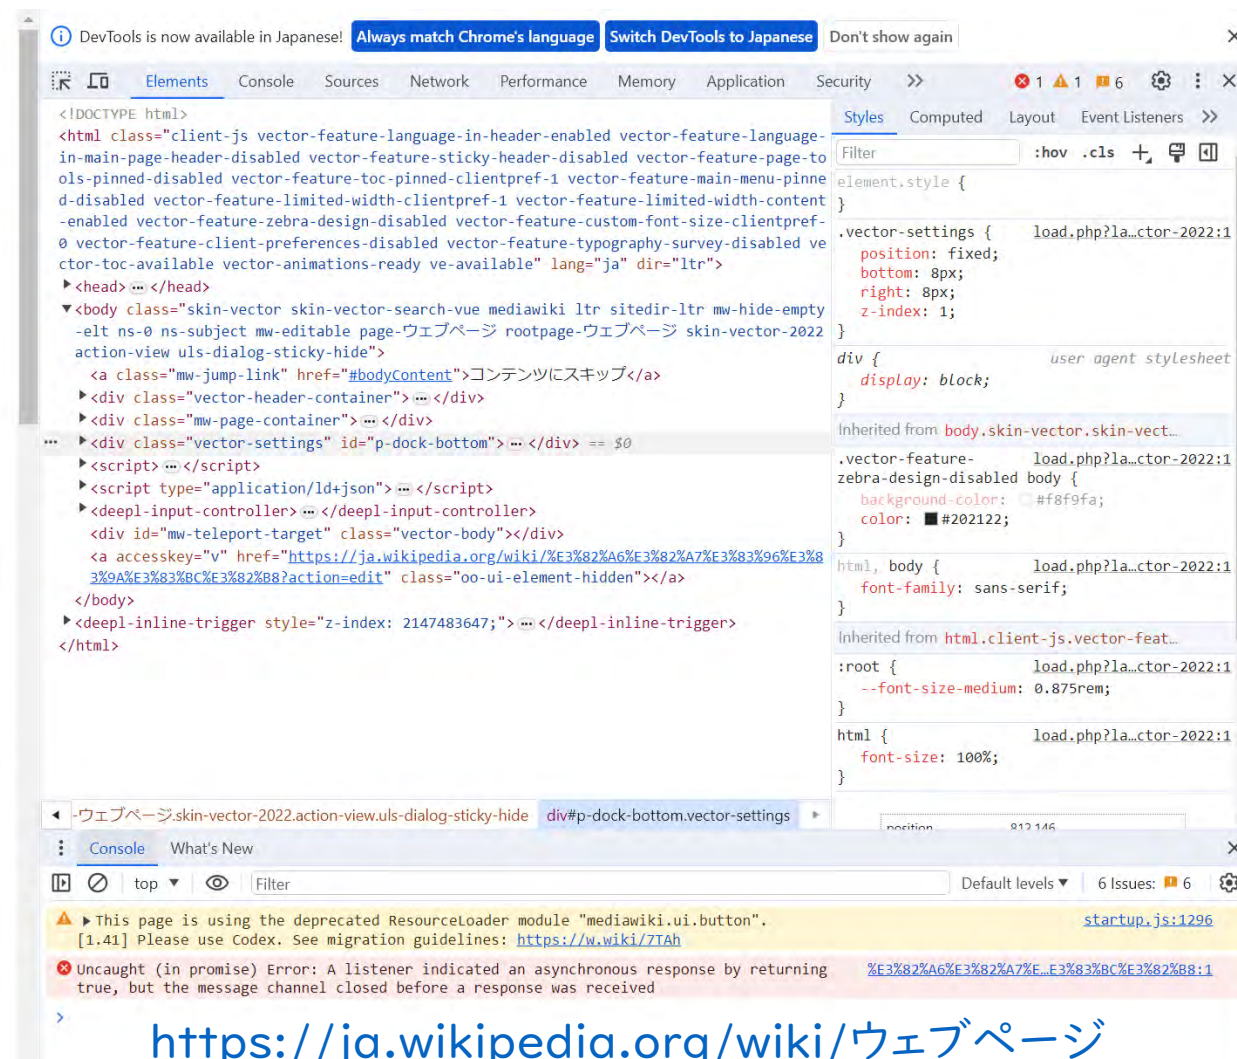 DevTools is now available in Japanese! Always match Chrome's language Switch DevTools to Japanese Don't show again
Elements Console Sources Network Performance Memory Application Security >> 1 1 6
<!DOCTYPE html>
<html class="client-js vector-feature-language-in-header-enabled vector-feature-language-
in-main-page-header-disabled vector-feature-sticky-header-disabled vector-feature-page-to
ols-pinned-disabled vector-feature-toc-pinned-clientpref-1 vector-feature-main-menu-pinne
d-disabled vector-feature-limited-width-clientpref-1 vector-feature-limited-width-content
-enabled vector-feature-zebra-design-disabled vector-feature-custom-font-size-clientpref-
0 vector-feature-client-preferences-disabled vector-feature-typography-survey-disabled ve
ctor-toc-available vector-animations-ready ve-available" lang="ja" dir="ltr">
<head> … </head>
<body class="skin-vector skin-vector-search-vue mediawiki ltr sitedir-ltr mw-hide-empty
-elt ns-0 ns-subject mw-editable page-ウェブページ rootpage-ウェブページ skin-vector-2022
action-view uls-dialog-sticky-hide">
<a class="mw-jump-link" href="#bodyContent">コンテンツにスキップ</a>
<div class="vector-header-container"> … </div>
<div class="mw-page-container"> … </div>
… <div class="vector-settings" id="p-dock-bottom"> … </div> == $0
<script> … </script>
<script type="application/ld+json"> … </script>
<deepl-input-controller> … </deepl-input-controller>
<div id="mw-teleport-target" class="vector-body"></div>
<a accesskey="v" href="https://ja.wikipedia.org/wiki/%E3%82%A6%E3%82%A7%E3%83%96%E3%8
3%9A%E3%83%BC%E3%82%B8?action=edit" class="oo-ui-element-hidden"></a>
</body>
<deepl-inline-trigger style="z-index: 2147483647;"> … </deepl-inline-trigger>
</html>
-ウェブページ.skin-vector-2022.action-view.uls-dialog-sticky-hide div#p-dock-bottom.vector-settings
Styles Computed Layout Event Listeners >>
Filter :hov .cls
element.style {
}
.vector-settings { load.php?la…ctor-2022:1
position: fixed;
bottom: 8px;
right: 8px;
z-index: 1;
}
div { user agent stylesheet
display: block;
}
Inherited from body.skin-vector.skin-vect…
.vector-feature- load.php?la…ctor-2022:1
zebra-design-disabled body {
background-color: #f8f9fa;
color: #202122;
}
html, body { load.php?la…ctor-2022:1
font-family: sans-serif;
}
Inherited from html.client-js.vector-feat…
:root { load.php?la…ctor-2022:1
--font-size-medium: 0.875rem;
}
html { load.php?la…ctor-2022:1
font-size: 100%;
}
position 812.146
Console What's New
top Filter Default levels 6 Issues: 6
This page is using the deprecated ResourceLoader module "mediawiki.ui.button". startup.js:1296
[1.41] Please use Codex. See migration guidelines: https://w.wiki/7TAh
Uncaught (in promise) Error: A listener indicated an asynchronous response by returning %E3%82%A6%E3%82%A7%E…E3%83%BC%E3%82%B8:1
true, but the message channel closed before a response was received
>
https://ja.wikipedia.org/wiki/ウェブページ